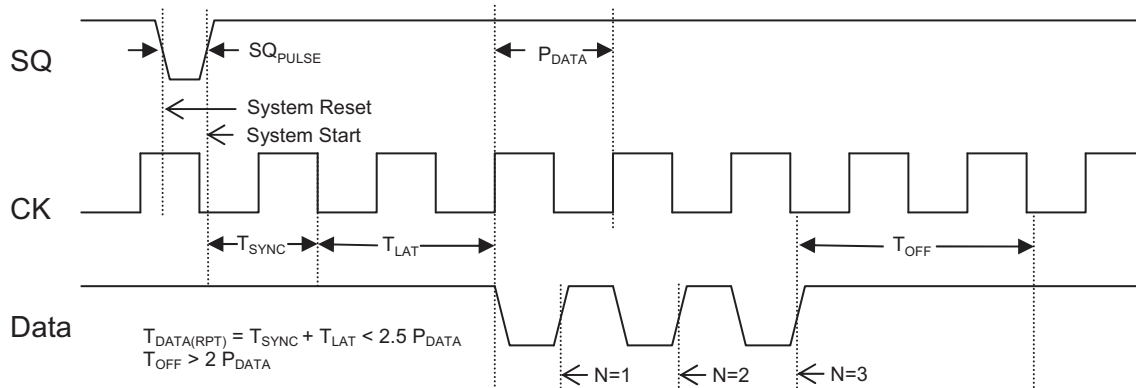 SQ
SQPULSE
PDATA
System Reset
System Start
CK
TSYNC
TLAT
TOFF
Data
TDATA(RPT) = TSYNC + TLAT < 2.5 PDATA
TOFF > 2 PDATA
N=1
N=2
N=3